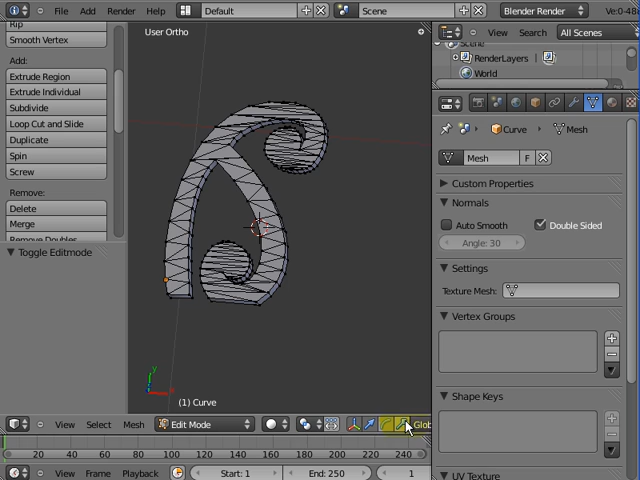 File Add Render Help Default Scene Blender Render
Rip
Smooth Vertex
Add:
Extrude Region
Extrude Individual
Subdivide
Loop Cut and Slide
Duplicate
Spin
Screw
Remove:
Delete
Merge
Remove Doubles
Toggle Editmode
User Ortho
y
(1) Curve
View Select Mesh Edit Mode
20 40 60 80 100 120 140 160 180 200 220 240
View Frame Playback Start: 1 End: 250 1
View Search All Scenes
Scene
RenderLayers
World
Curve Mesh
Mesh F
Custom Properties
Normals
Auto Smooth Double Sided
Angle: 30
Settings
Texture Mesh:
Vertex Groups
Shape Keys
UV Texture